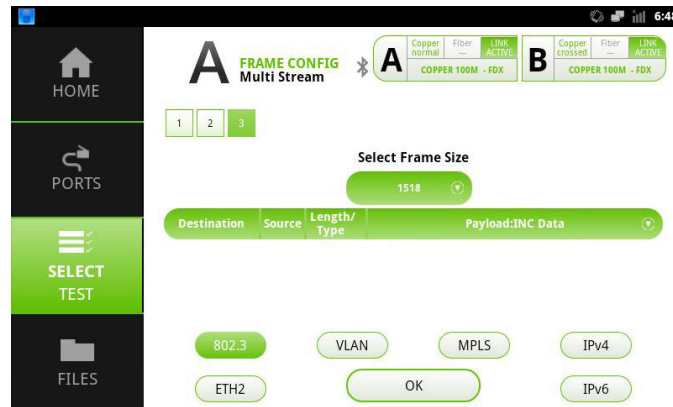 6:48
HOME
PORTS
SELECT
TEST
FILES
A
FRAME CONFIG
Multi Stream
A
Copper
normal
Fiber
---
LINK
ACTIVE
COPPER 100M - FDX
B
Copper
crossed
Fiber
---
LINK
ACTIVE
COPPER 100M - FDX
1 2 3
Select Frame Size
1518
Destination Source Length/
Type Payload:INC Data
802.3 VLAN MPLS IPv4
ETH2 OK IPv6